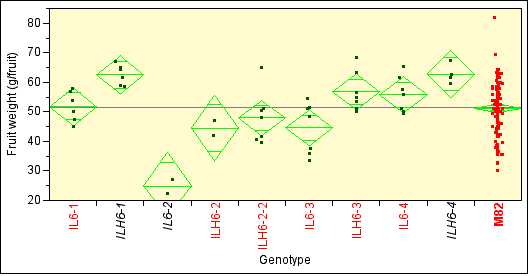 Fruit weight (g/fruit)
80
70
60
50
40
30
20
IL6-1
ILH6-1
IL6-2
ILH6-2
ILH6-2-2
IL6-3
ILH6-3
IL6-4
ILH6-4
M82
Genotype